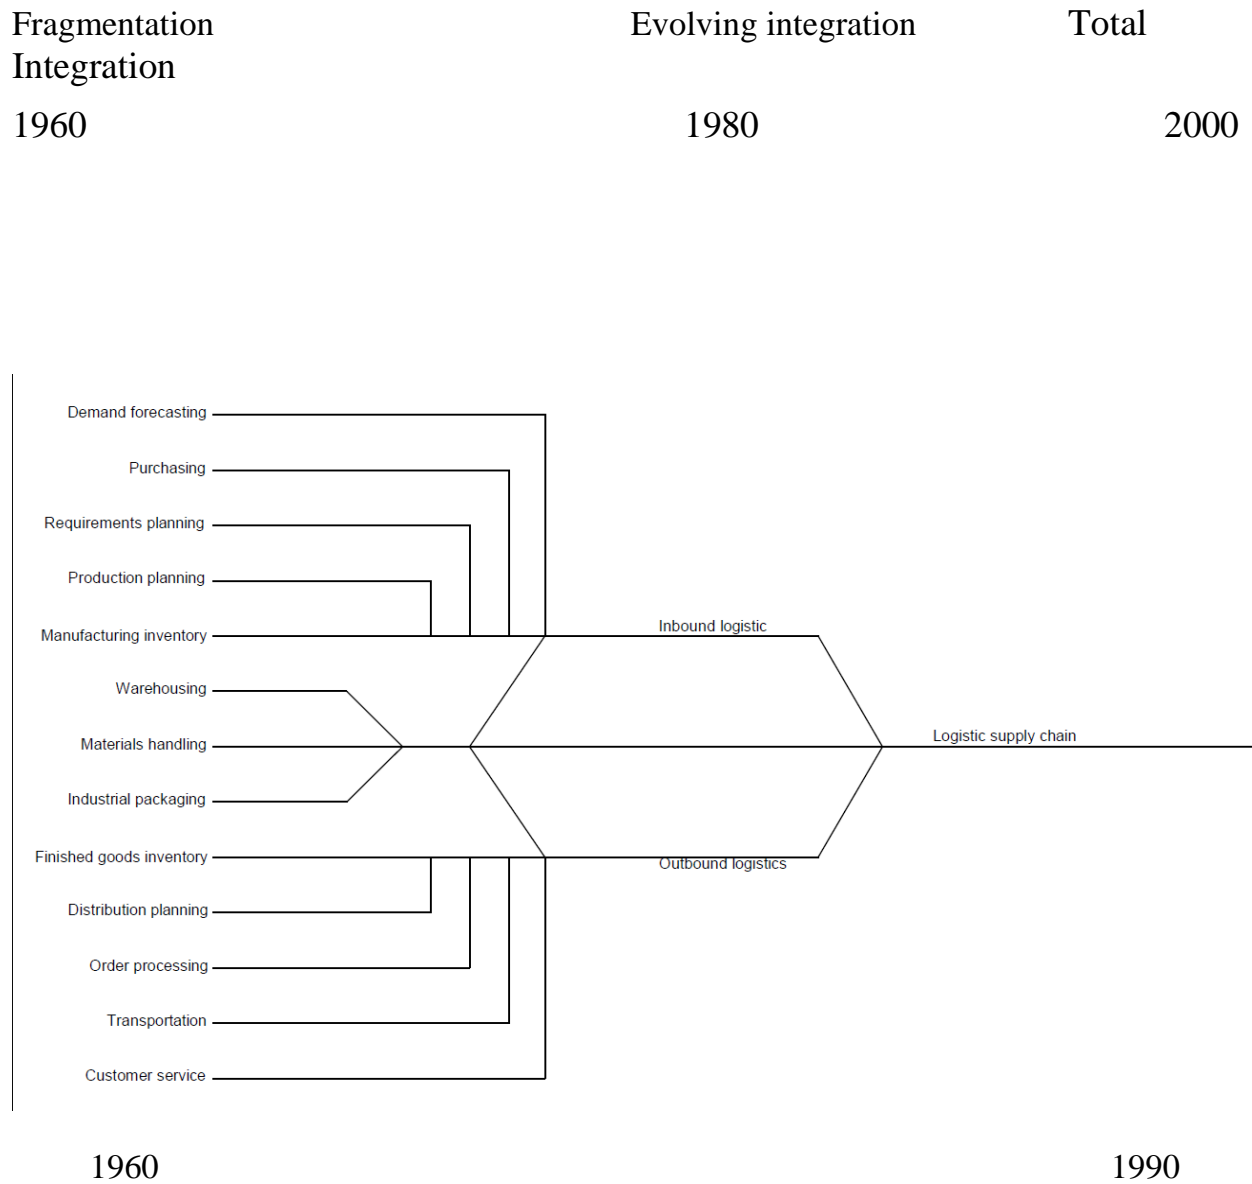 Fragmentation Evolving integration Total
Integration
1960 1980 2000
Demand forecasting
Purchasing
Requirements planning
Production planning
Manufacturing inventory
Inbound logistic
Warehousing
Materials handling
Logistic supply chain
Industrial packaging
Finished goods inventory
Outbound logistics
Distribution planning
Order processing
Transportation
Customer service
1960 1990